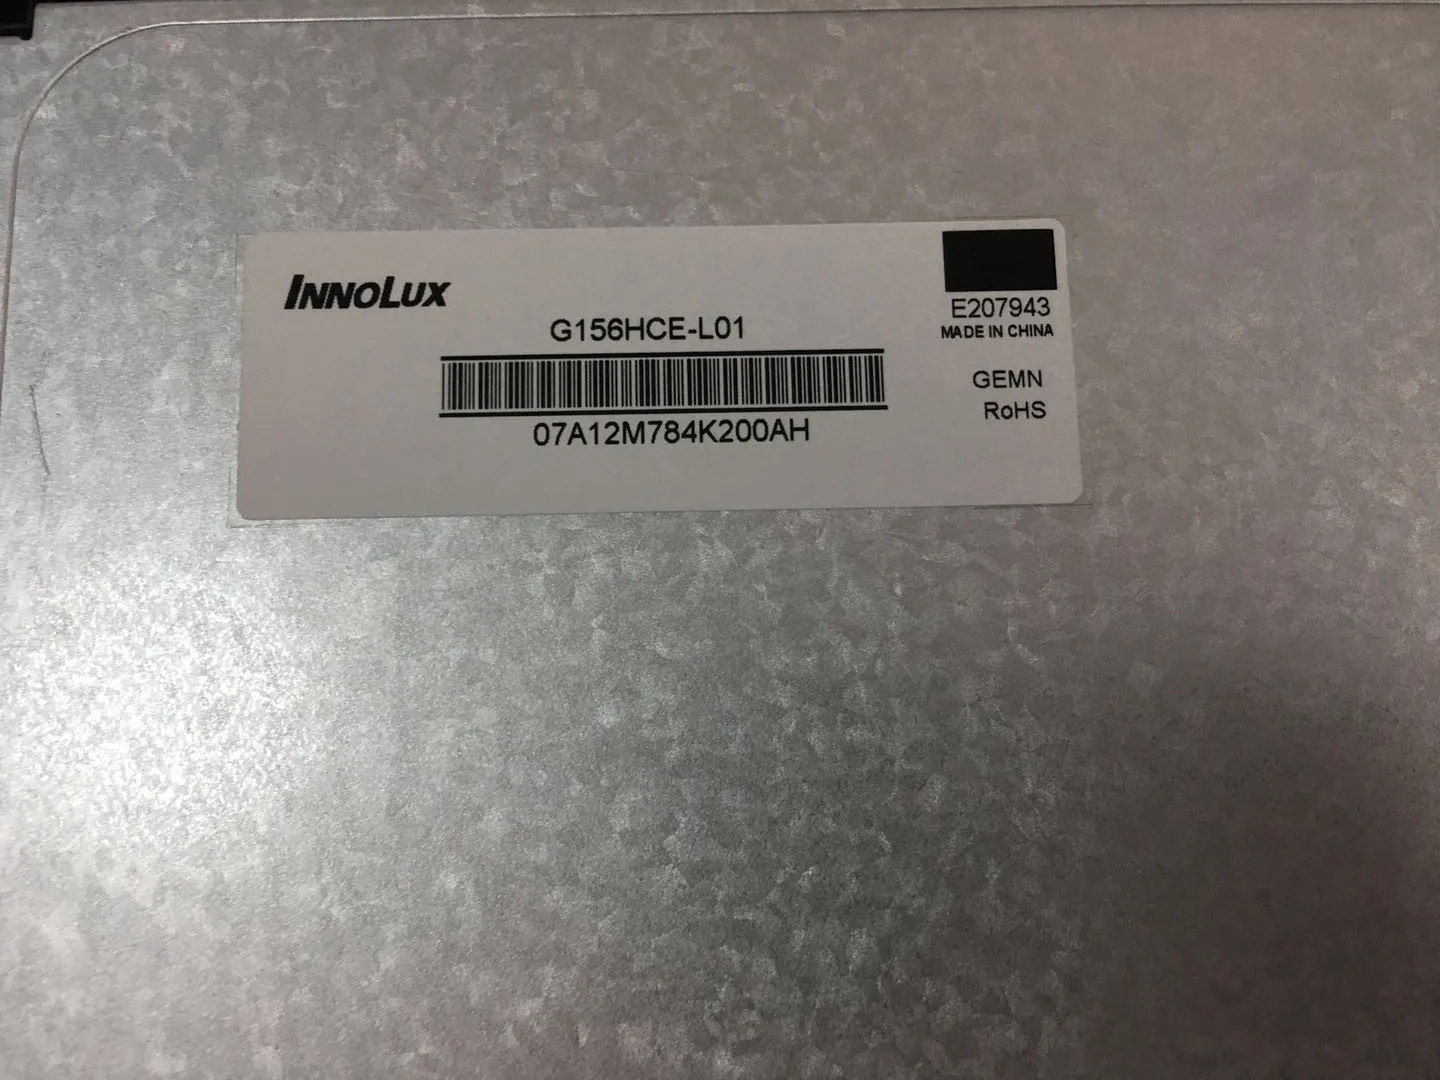 INNOLUX
G156HCE-L01
07A12M784K200AH
E207943
MADE IN CHINA
GEMN
RoHS